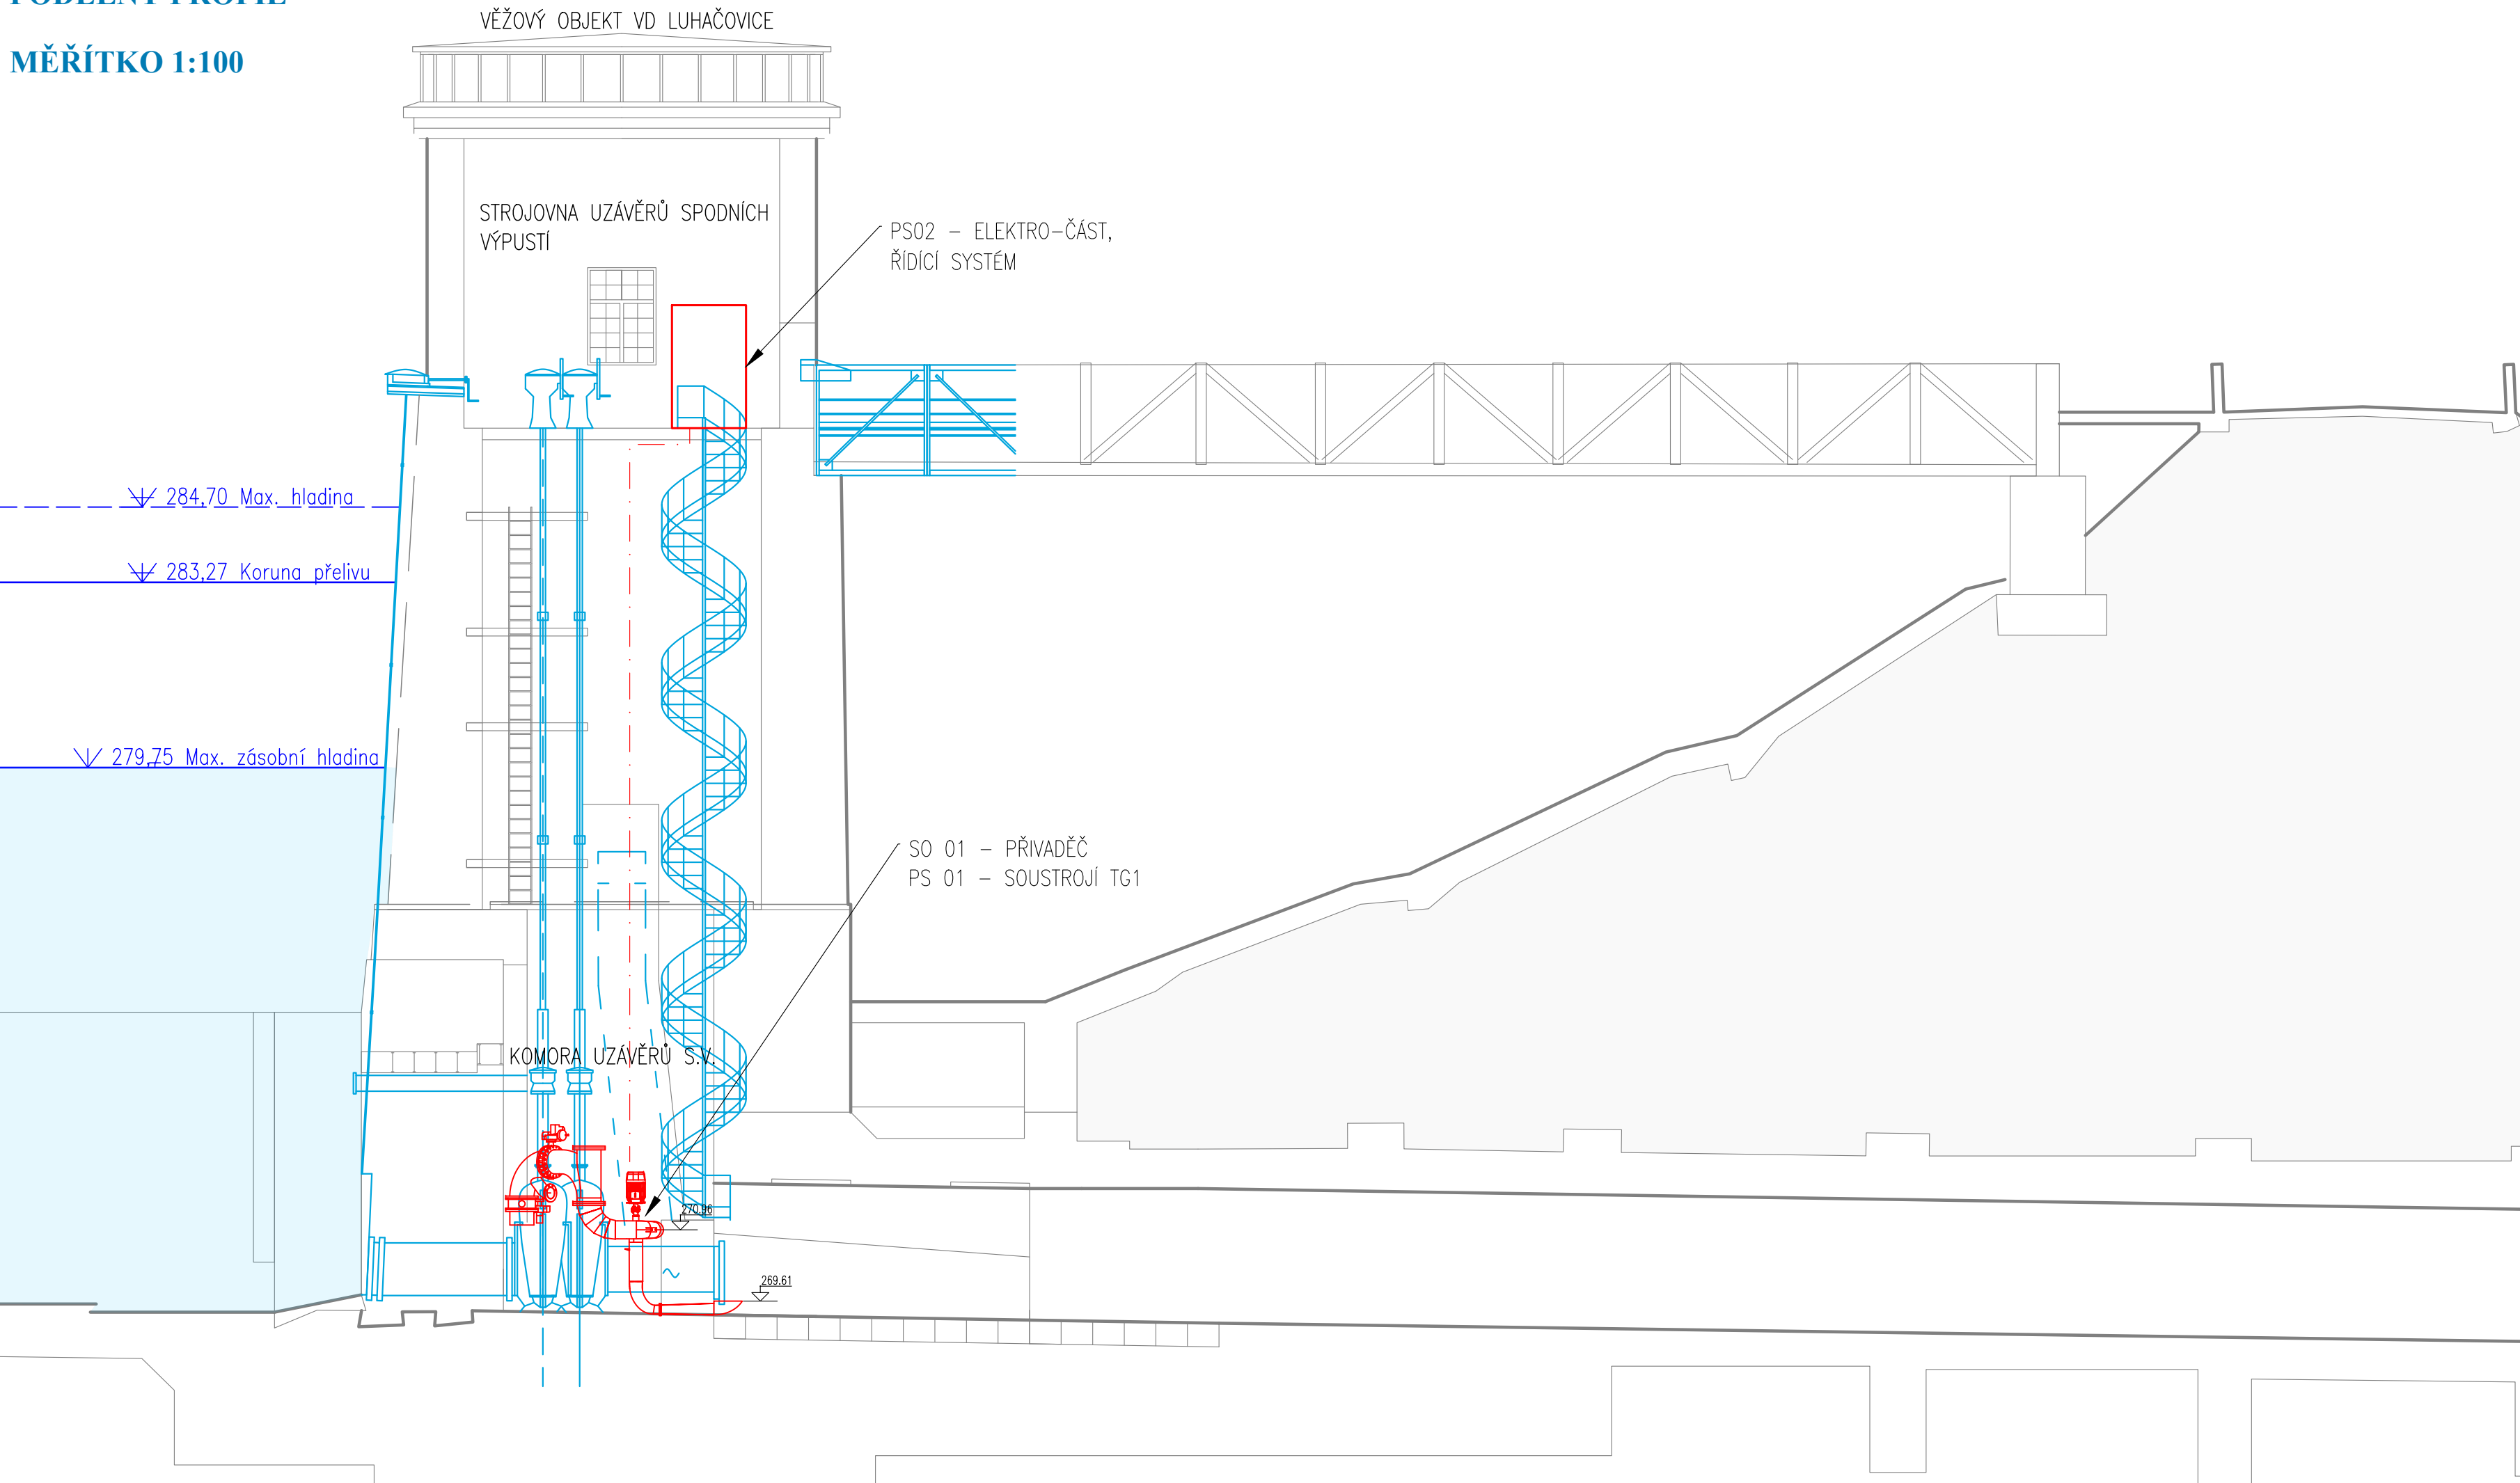 VĚŽOVÝ OBJEKT VD LUHAČOVICE
MĚŘÍTKO 1:100
STROJOVNA UZÁVĚRŮ SPODNÍCH
VÝPUSTÍ
PS02 – ELEKTRO-ČÁST,
ŘÍDÍCÍ SYSTÉM
284,70 Max. hladina
283,27 Koruna přelivu
279,75 Max. zásobní hladina
SO 01 – PŘIVADĚČ
PS 01 – SOUSTROJÍ TG1
KOMORA UZÁVĚRŮ S.V.
270.96
269.61